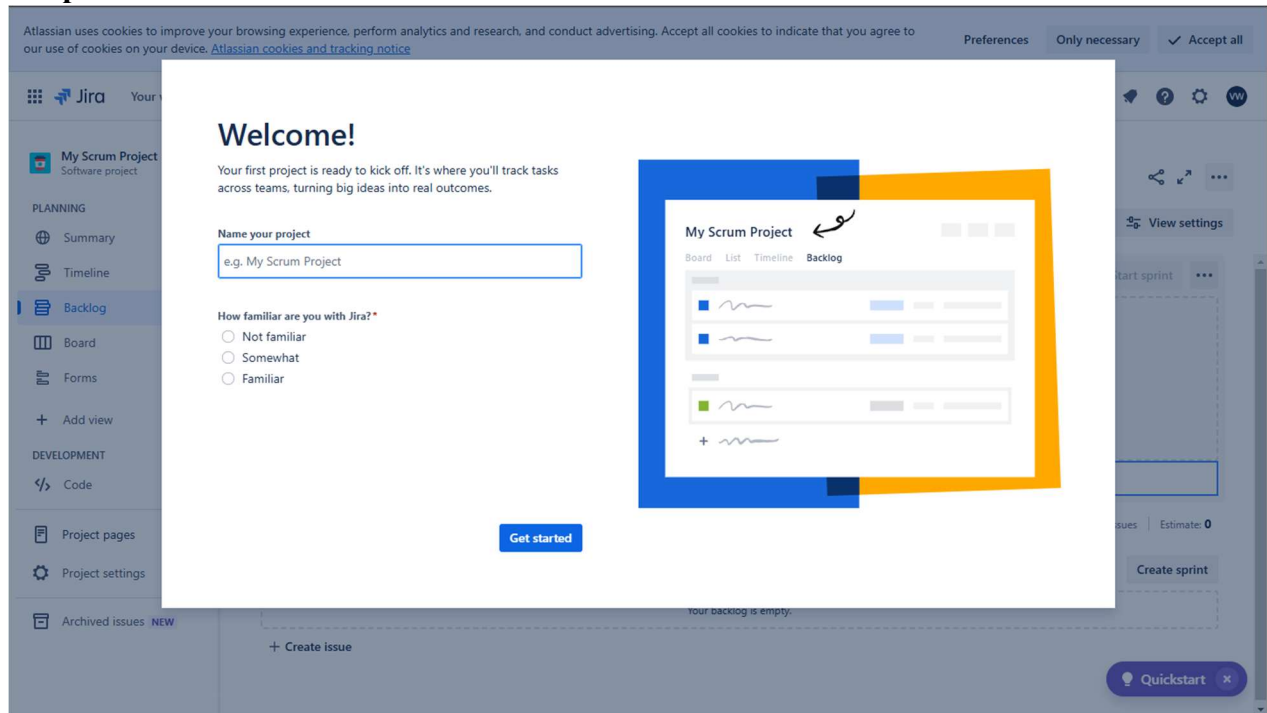 Atlassian uses cookies to improve your browsing experience, perform analytics and research, and conduct advertising. Accept all cookies to indicate that you agree to
our use of cookies on your device. Atlassian cookies and tracking notice
Preferences
Only necessary
Accept all
Jira
Your
VW
My Scrum Project
Software project
PLANNING
Summary
Timeline
Backlog
Board
Forms
Add view
DEVELOPMENT
Code
Project pages
Project settings
Archived issues NEW
Welcome!
Your first project is ready to kick off. It's where you'll track tasks
across teams, turning big ideas into real outcomes.
Name your project
e.g. My Scrum Project
How familiar are you with Jira?*
Not familiar
Somewhat
Familiar
Get started
My Scrum Project
Board List Timeline Backlog
View settings
Start sprint
Estimate: 0
Create sprint
Your backlog is empty.
+ Create issue
Quickstart